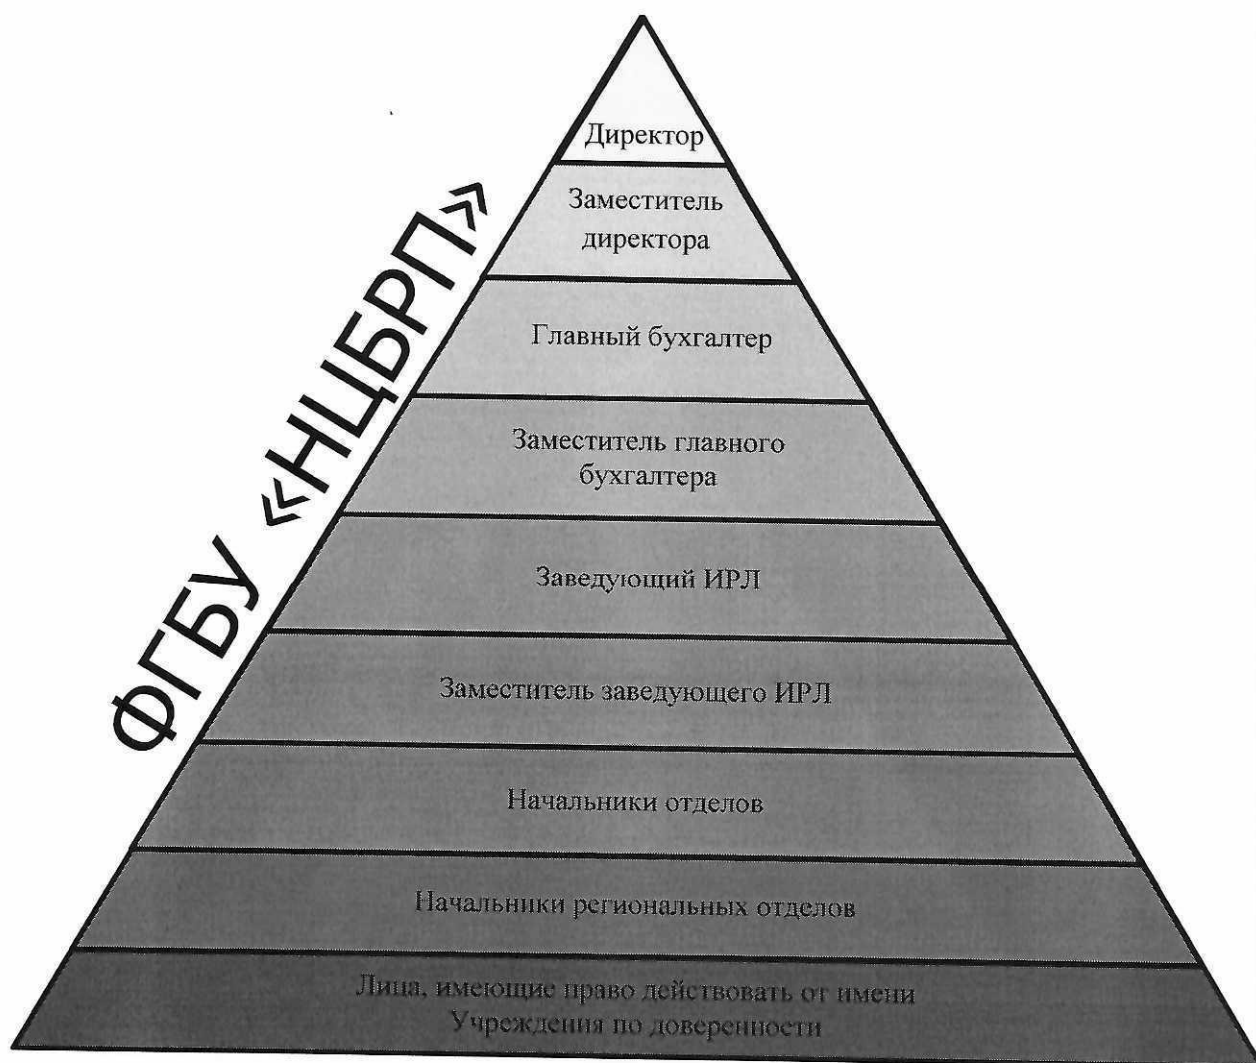 ФГБУ «НЦБРП»
Директор
Заместитель
директора
Главный бухгалтер
Заместитель главного
бухгалтера
Заведующий ИРЛ
Заместитель заведующего ИРЛ
Начальники отделов
Начальники региональных отделов
Лица, имеющие право действовать от имени
Учреждения по доверенности